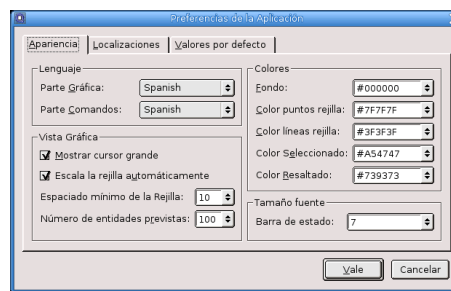 Preferencias de la Aplicación
Apariencia Localizaciones Valores por defecto
Lenguaje
Parte Gráfica: Spanish
Parte Comandos: Spanish
Vista Gráfica
Mostrar cursor grande
Escala la rejilla automáticamente
Espaciado mínimo de la Rejilla: 10
Número de entidades previstas: 100
Colores
Fondo: #000000
Color puntos rejilla: #7F7F7F
Color líneas rejilla: #3F3F3F
Color Seleccionado: #A54747
Color Resaltado: #739373
Tamaño fuente
Barra de estado: 7
Vale Cancelar